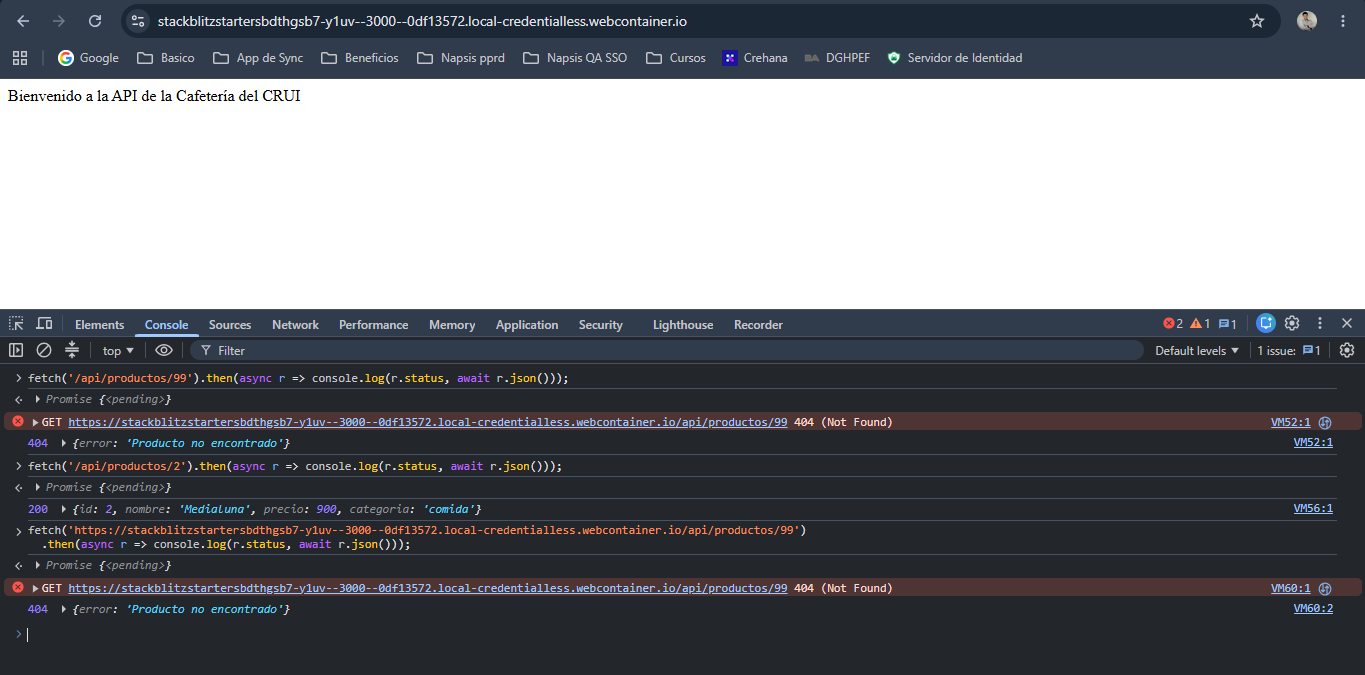 stackblitzstartersbdthgsb7-y1uv--3000--0df13572.local-credentialless.webcontainer.io
Google Basico App de Sync Beneficios Napsis pprd Napsis QA SSO Cursos Crehana DA DGHPEF Servidor de Identidad
Bienvenido a la API de la Cafetería del CRUI
Elements Console Sources Network Performance Memory Application Security Lighthouse Recorder 2 1 1
top Filter Default levels 1 issue: 1
fetch('/api/productos/99').then(async r => console.log(r.status, await r.json()));
Promise {<pending>}
GET https://stackblitzstartersbdthgsb7-y1uv--3000--0df13572.local-credentialless.webcontainer.io/api/productos/99 404 (Not Found) VM52:1
404 {error: 'Producto no encontrado'} VM52:1
fetch('/api/productos/2').then(async r => console.log(r.status, await r.json()));
Promise {<pending>}
200 {id: 2, nombre: 'Medialuna', precio: 900, categoria: 'comida'} VM56:1
fetch('https://stackblitzstartersbdthgsb7-y1uv--3000--0df13572.local-credentialless.webcontainer.io/api/productos/99')
.then(async r => console.log(r.status, await r.json()));
Promise {<pending>}
GET https://stackblitzstartersbdthgsb7-y1uv--3000--0df13572.local-credentialless.webcontainer.io/api/productos/99 404 (Not Found) VM60:1
404 {error: 'Producto no encontrado'} VM60:2